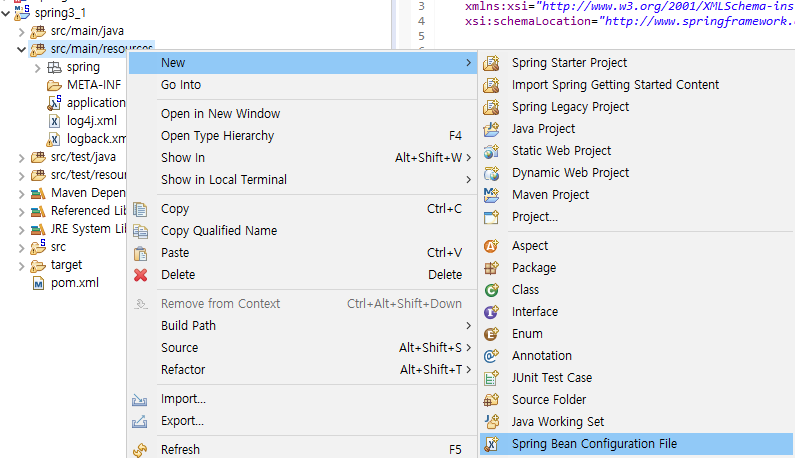 spring3_1
src/main/java
src/main/resources
spring
META-INF
application
log4j.xml
logback.xm
src/test/java
src/test/resour
Maven Depen
Referenced Lib
JRE System Lib
src
target
pom.xml
3 xmlns:xsi="http://www.w3.org/2001/XMLSchema-ins
4 xsi:schemaLocation="http://www.springframework.
5
New
Go Into
Open in New Window
Open Type Hierarchy F4
Show In Alt+Shift+W
Show in Local Terminal
Copy Ctrl+C
Copy Qualified Name
Paste Ctrl+V
Delete Delete
Remove from Context Ctrl+Alt+Shift+Down
Build Path
Source Alt+Shift+S
Refactor Alt+Shift+T
Import...
Export...
Refresh F5
Spring Starter Project
Import Spring Getting Started Content
Spring Legacy Project
Java Project
Static Web Project
Dynamic Web Project
Maven Project
Project...
Aspect
Package
Class
Interface
Enum
Annotation
JUnit Test Case
Source Folder
Java Working Set
Spring Bean Configuration File